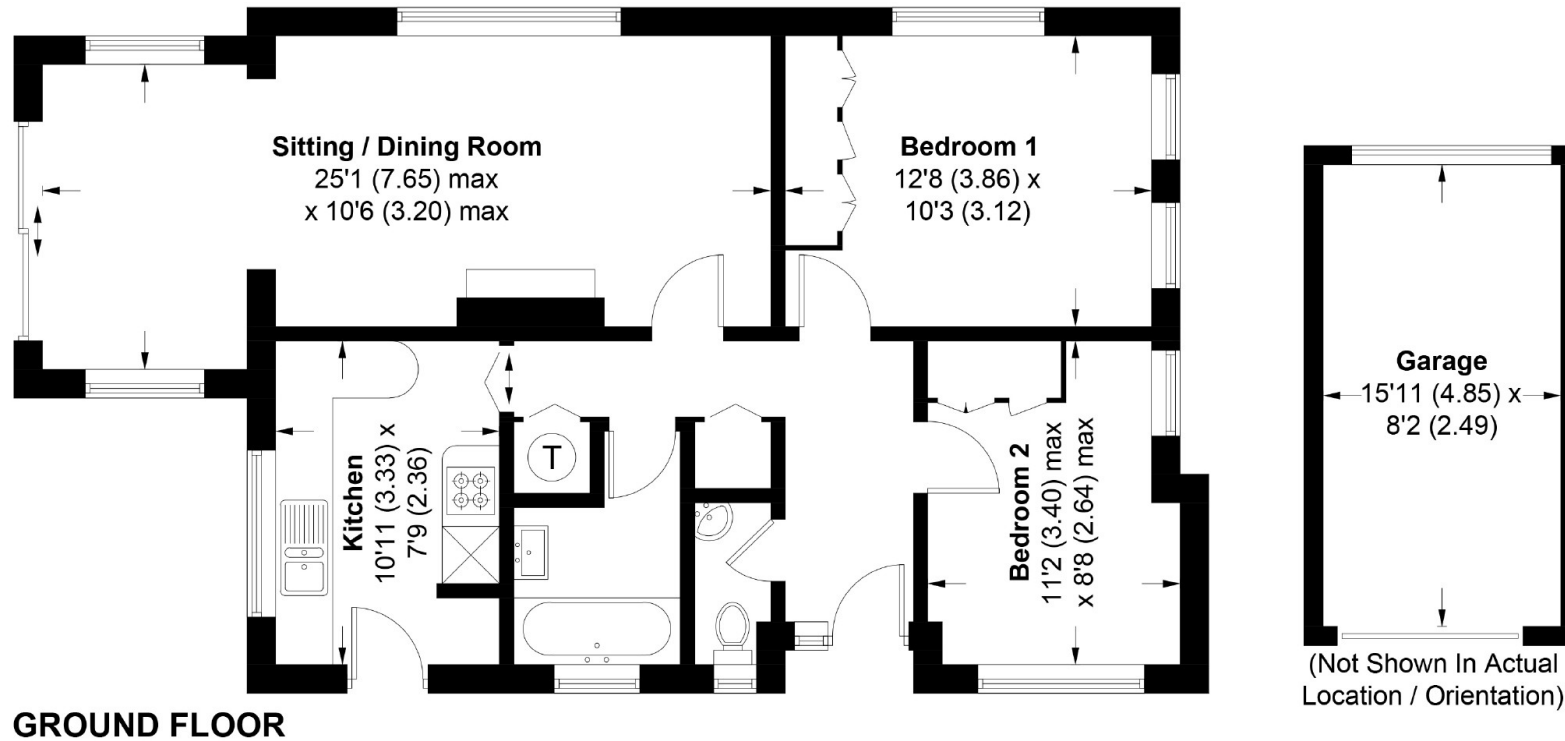 Sitting / Dining Room
25'1 (7.65) max
x 10'6 (3.20) max
Bedroom 1
12'8 (3.86) x
10'3 (3.12)
Kitchen
10'11 (3.33) x
7'9 (2.36)
T
Bedroom 2
11'2 (3.40) max
x 8'8 (2.64) max
Garage
15'11 (4.85) x
8'2 (2.49)
(Not Shown In Actual
Location / Orientation)
GROUND FLOOR